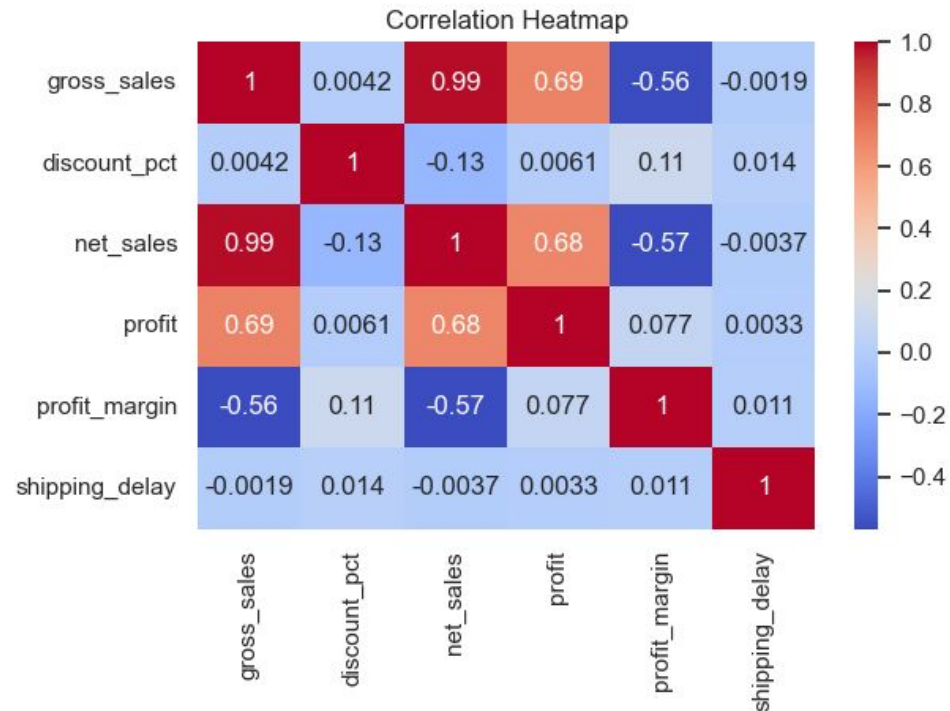 Correlation Heatmap
gross_sales 1 0.0042 0.99 0.69 -0.56 -0.0019
discount_pct 0.0042 1 -0.13 0.0061 0.11 0.014
net_sales 0.99 -0.13 1 0.68 -0.57 -0.0037
profit 0.69 0.0061 0.68 1 0.077 0.0033
profit_margin -0.56 0.11 -0.57 0.077 1 0.011
shipping_delay -0.0019 0.014 -0.0037 0.0033 0.011 1
gross_sales
discount_pct
net_sales
profit
profit_margin
shipping_delay
1.0
0.8
0.6
0.4
0.2
0.0
−0.2
−0.4